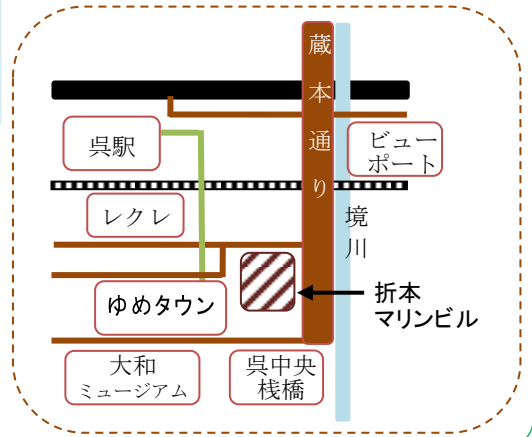 蔵本通り
呉駅
ビュー
ポート
レクレ
境川
ゆめタウン
折本
マリンビル
大和
ミュージアム
呉中央
桟橋